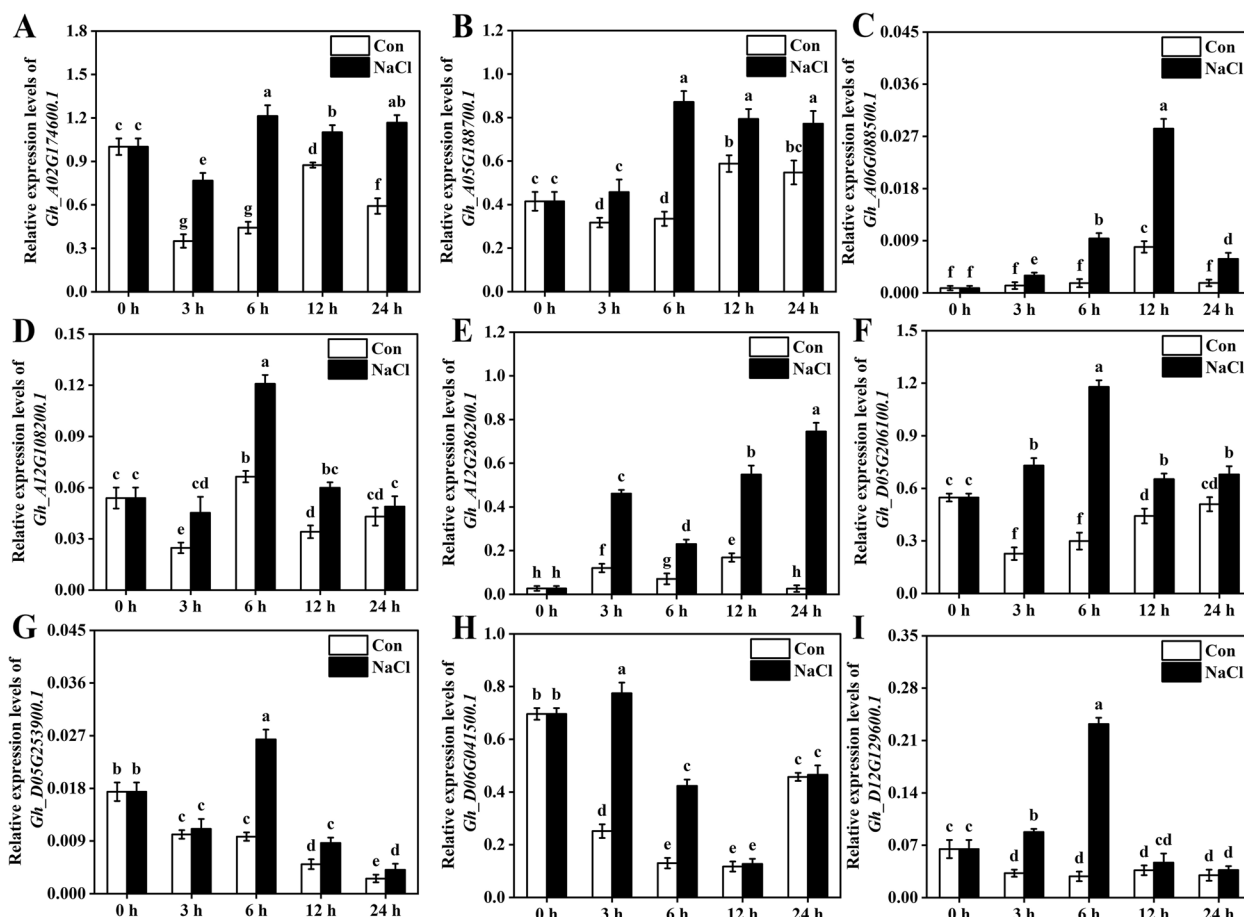 A
Relative expression levels of
Gh_A02G174600.1
1.8
1.5
1.2
0.9
0.6
0.3
0.0
Con
NaCl
c c
g e
g a
d b
f ab
0 h 3 h 6 h 12 h 24 h
B
Relative expression levels of
Gh_A05G188700.1
1.2
1.0
0.8
0.6
0.4
0.2
0.0
Con
NaCl
c c
d c
d a
b a
bc a
0 h 3 h 6 h 12 h 24 h
C
Relative expression levels of
Gh_A06G088500.1
0.045
0.036
0.027
0.018
0.009
0.000
Con
NaCl
f f
f e
f b
c a
f d
0 h 3 h 6 h 12 h 24 h
D
Relative expression levels of
Gh_A12G108200.1
0.15
0.12
0.09
0.06
0.03
0.00
Con
NaCl
c c
e cd
b a
d bc
cd c
0 h 3 h 6 h 12 h 24 h
E
Relative expression levels of
Gh_A12G286200.1
1.2
1.0
0.8
0.6
0.4
0.2
0.0
Con
NaCl
h h
f c
g d
e b
h a
0 h 3 h 6 h 12 h 24 h
F
Relative expression levels of
Gh_D05G206100.1
1.5
1.2
0.9
0.6
0.3
0.0
Con
NaCl
c c
f b
f a
d b
cd b
0 h 3 h 6 h 12 h 24 h
G
Relative expression levels of
Gh_D05G253900.1
0.045
0.036
0.027
0.018
0.009
0.000
Con
NaCl
b b
c c
c a
d c
e d
0 h 3 h 6 h 12 h 24 h
H
Relative expression levels of
Gh_D06G041500.1
1.0
0.8
0.6
0.4
0.2
0.0
Con
NaCl
b b
d a
e c
e e
c c
0 h 3 h 6 h 12 h 24 h
I
Relative expression levels of
Gh_D12G129600.1
0.35
0.28
0.21
0.14
0.07
0.00
Con
NaCl
c c
d b
d a
d cd
d d
0 h 3 h 6 h 12 h 24 h